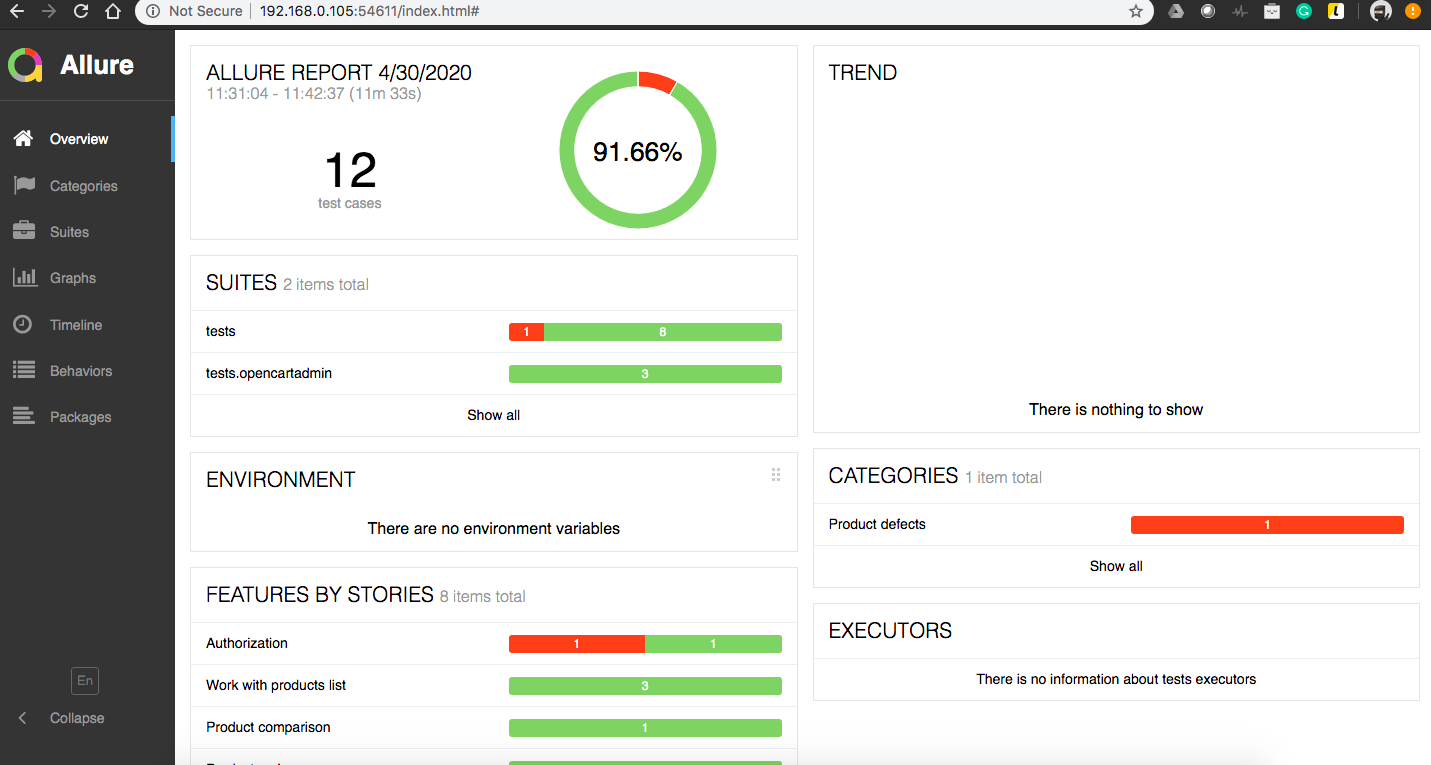 Not Secure 192.168.0.105:54611/index.html#
Allure
Overview
Categories
Suites
Graphs
Timeline
Behaviors
Packages
En
Collapse
ALLURE REPORT 4/30/2020
11:31:04 - 11:42:37 (11m 33s)
12
test cases
91.66%
SUITES 2 items total
tests 1 8
tests.opencartadmin 3
Show all
ENVIRONMENT
There are no environment variables
FEATURES BY STORIES 8 items total
Authorization 1 1
Work with products list 3
Product comparison 1
TREND
There is nothing to show
CATEGORIES 1 item total
Product defects 1
Show all
EXECUTORS
There is no information about tests executors